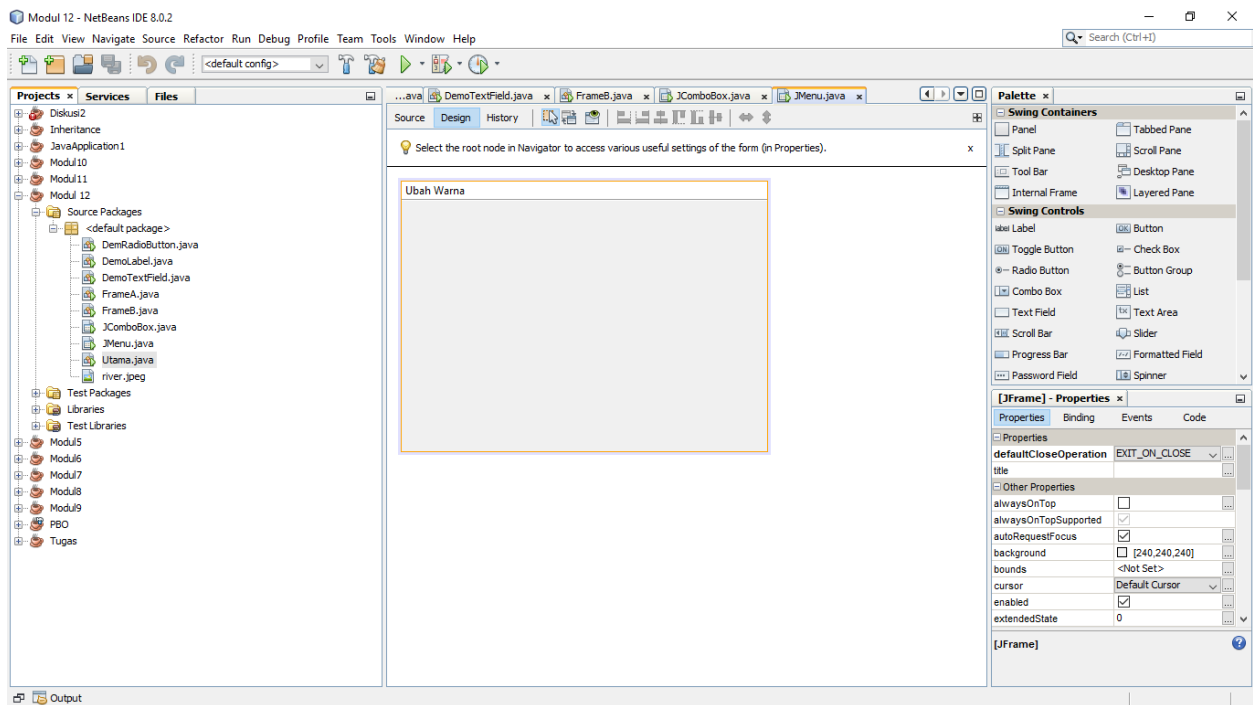 Modul 12 - NetBeans IDE 8.0.2
File Edit View Navigate Source Refactor Run Debug Profile Team Tools Window Help
Search (Ctrl+I)
<default config>
Projects Services Files
Diskusi2
Inheritance
JavaApplication1
Modul10
Modul11
Modul 12
Source Packages
<default package>
DemRadioButton.java
DemoLabel.java
DemoTextField.java
FrameA.java
FrameB.java
JComboBox.java
JMenu.java
Utama.java
river.jpeg
Test Packages
Libraries
Test Libraries
Modul5
Modul6
Modul7
Modul8
Modul9
PBO
Tugas
...ava DemoTextField.java FrameB.java JComboBox.java JMenu.java
Source Design History
Select the root node in Navigator to access various useful settings of the form (in Properties). x
Ubah Warna
Palette
Swing Containers
Panel Tabbed Pane
Split Pane Scroll Pane
Tool Bar Desktop Pane
Internal Frame Layered Pane
Swing Controls
label Label OK Button
ON Toggle Button Check Box
Radio Button Button Group
Combo Box List
Text Field Text Area
Scroll Bar Slider
Progress Bar Formatted Field
Password Field Spinner
[JFrame] - Properties
Properties Binding Events Code
Properties
defaultCloseOperation EXIT_ON_CLOSE ...
title ...
Other Properties
alwaysOnTop ...
alwaysOnTopSupported
autoRequestFocus ...
background [240,240,240] ...
bounds <Not Set> ...
cursor Default Cursor ...
enabled ...
extendedState 0 ...
[JFrame]
Output